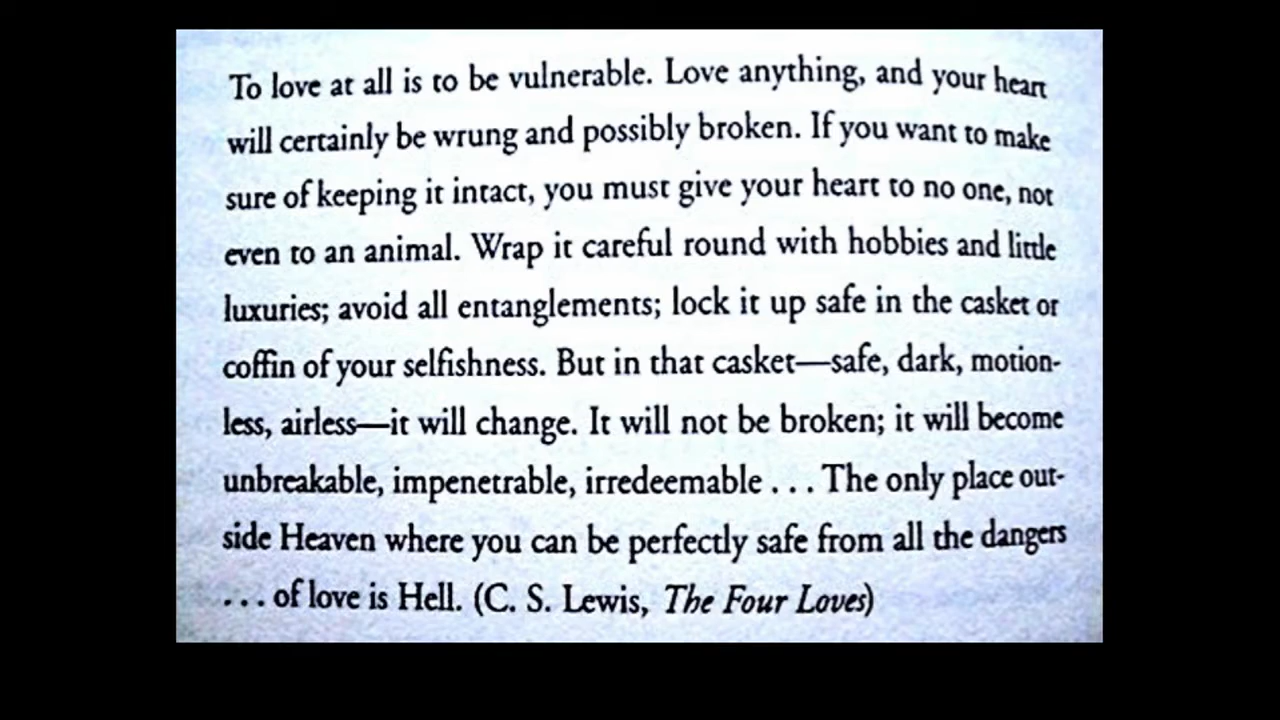 To love at all is to be vulnerable. Love anything, and your heart
will certainly be wrung and possibly broken. If you want to make
sure of keeping it intact, you must give your heart to no one, not
even to an animal. Wrap it careful round with hobbies and little
luxuries; avoid all entanglements; lock it up safe in the casket or
coffin of your selfishness. But in that casket—safe, dark, motion-
less, airless—it will change. It will not be broken; it will become
unbreakable, impenetrable, irredeemable . . . The only place out-
side Heaven where you can be perfectly safe from all the dangers
. . . of love is Hell. (C. S. Lewis, The Four Loves)